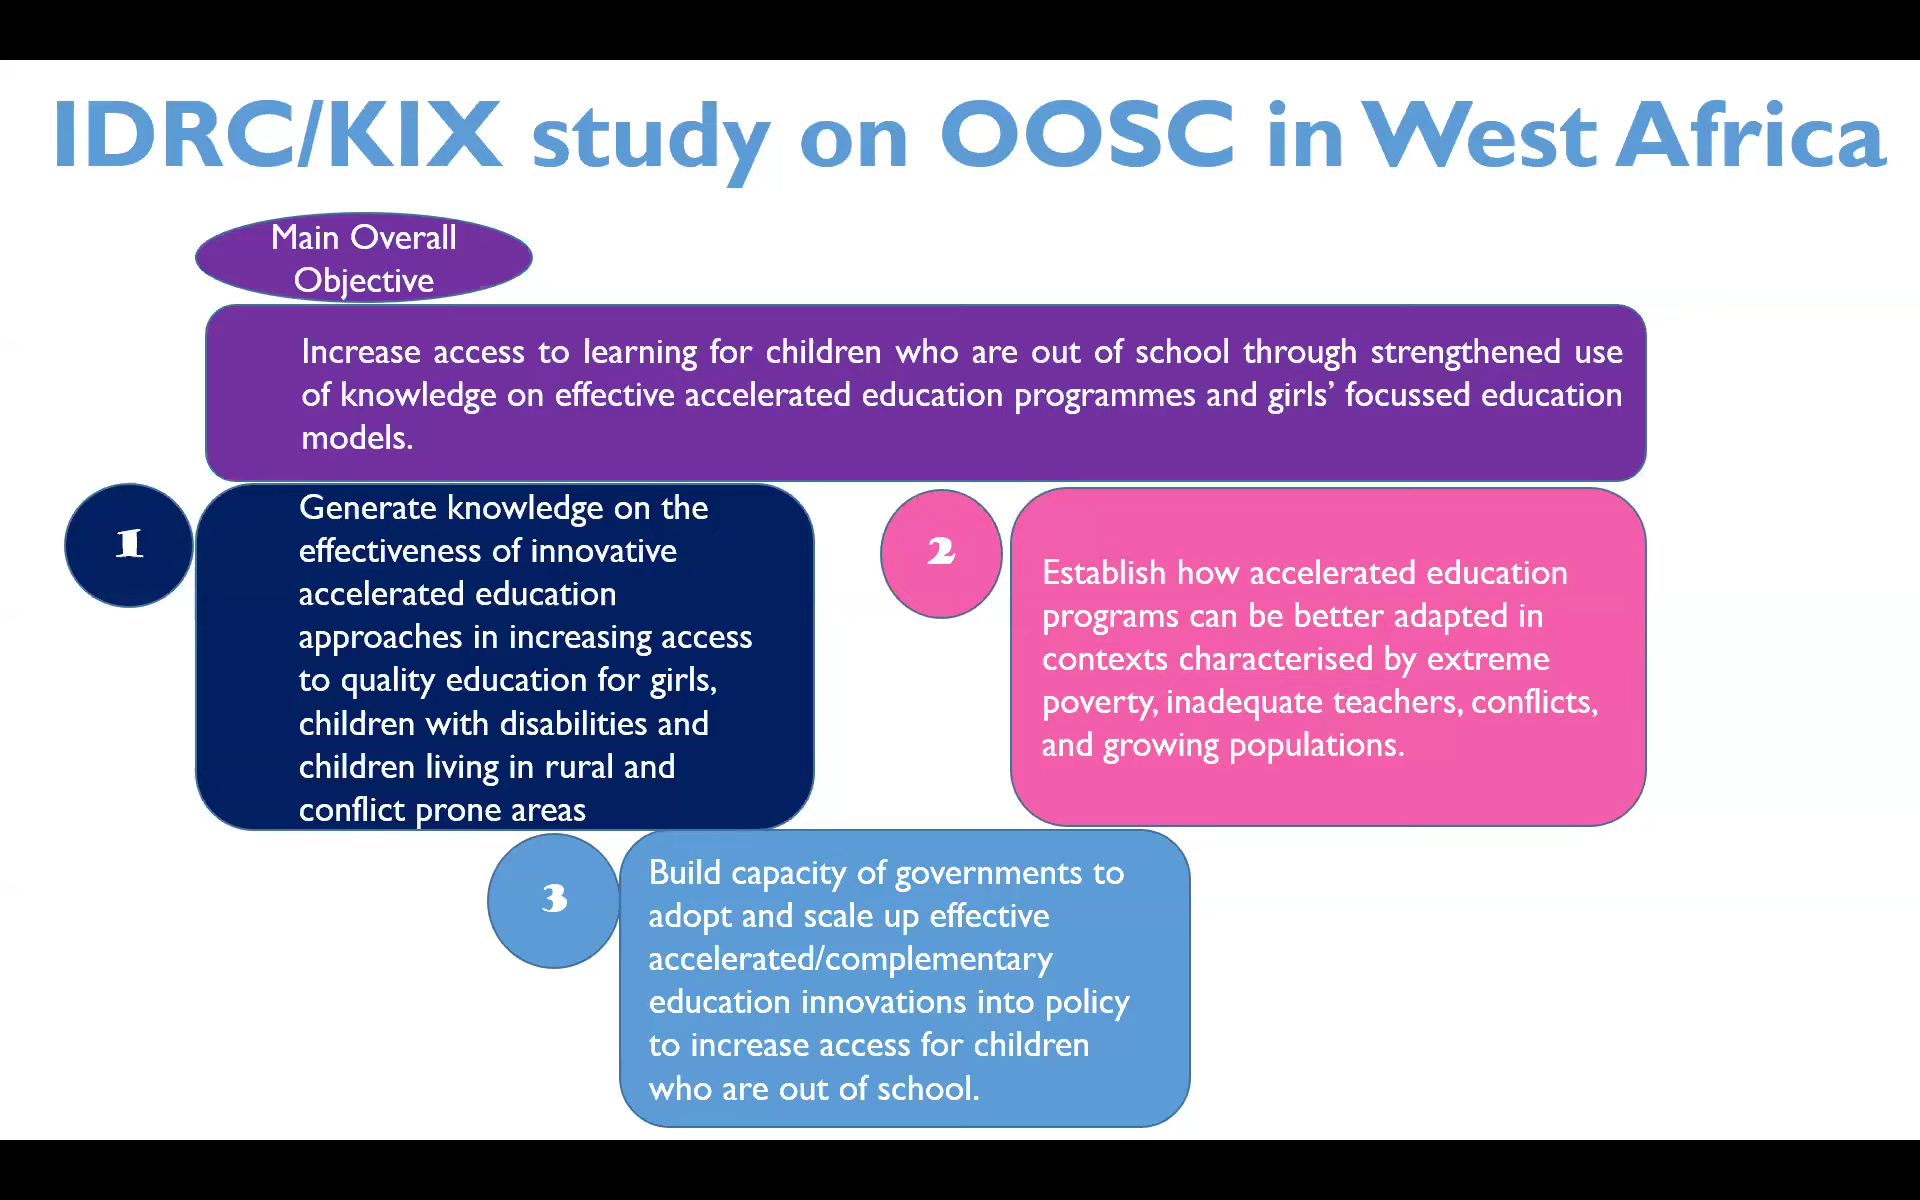 IDRC/KIX study on OOSC in West Africa
Main Overall
Objective
Increase access to learning for children who are out of school through strengthened use
of knowledge on effective accelerated education programmes and girls’ focussed education
models.
1
Generate knowledge on the
effectiveness of innovative
accelerated education
approaches in increasing access
to quality education for girls,
children with disabilities and
children living in rural and
conflict prone areas
2
Establish how accelerated education
programs can be better adapted in
contexts characterised by extreme
poverty, inadequate teachers, conflicts,
and growing populations.
3
Build capacity of governments to
adopt and scale up effective
accelerated/complementary
education innovations into policy
to increase access for children
who are out of school.